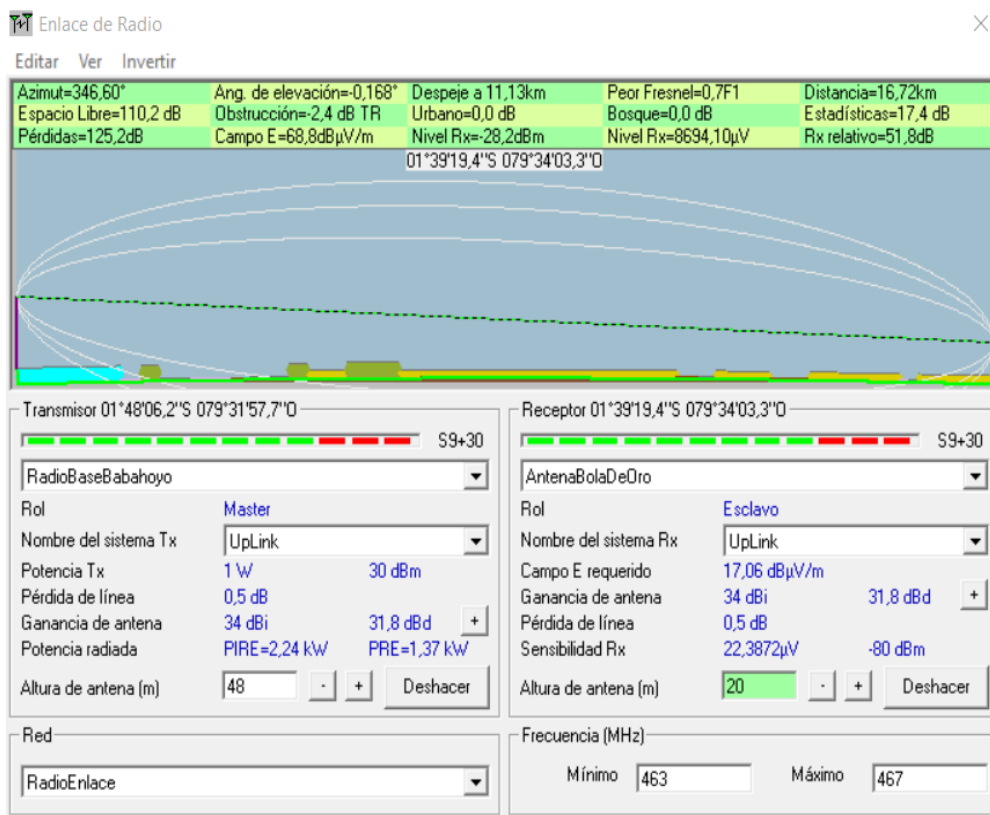 Enlace de Radio
Editar Ver Invertir
Azimut=346,60° Ang. de elevación=-0,168° Despeje a 11,13km Peor Fresnel=0,7F1 Distancia=16,72km
Espacio Libre=110,2 dB Obstrucción=-2,4 dB TR Urbano=0,0 dB Bosque=0,0 dB Estadísticas=17,4 dB
Pérdidas=125,2dB Campo E=68,8dBµV/m Nivel Rx=-28,2dBm Nivel Rx=8694,10µV Rx relativo=51,8dB
01°39'19,4"S 079°34'03,3"O
Transmisor 01°48'06,2"S 079°31'57,7"O
S9+30
RadioBaseBabahoyo
Rol Master
Nombre del sistema Tx UpLink
Potencia Tx 1 W 30 dBm
Pérdida de línea 0,5 dB
Ganancia de antena 34 dBi 31,8 dBd +
Potencia radiada PIRE=2,24 kW PRE=1,37 kW
Altura de antena (m) 48 - + Deshacer
Red
RadioEnlace
Receptor 01°39'19,4"S 079°34'03,3"O
S9+30
AntenaBolaDeOro
Rol Esclavo
Nombre del sistema Rx UpLink
Campo E requerido 17,06 dBµV/m
Ganancia de antena 34 dBi 31,8 dBd +
Pérdida de línea 0,5 dB
Sensibilidad Rx 22,3872µV -80 dBm
Altura de antena (m) 20 - + Deshacer
Frecuencia (MHz)
Mínimo 463 Máximo 467